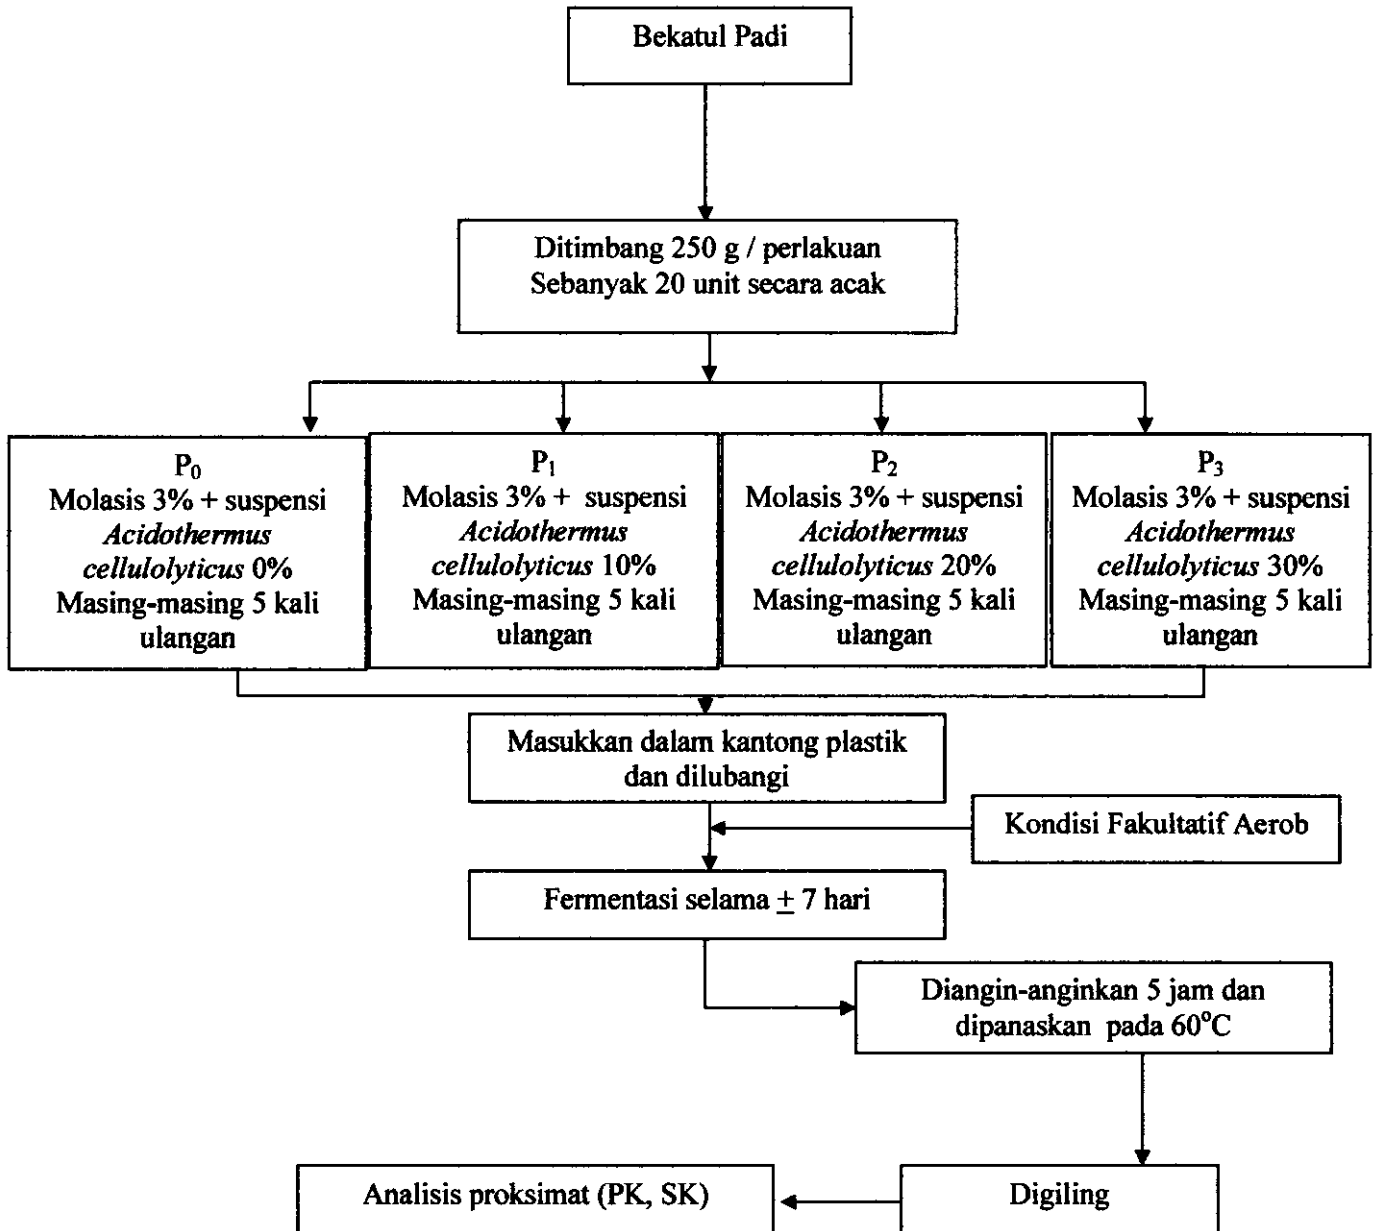 Bekatul Padi
Ditimbang 250 g / perlakuan
Sebanyak 20 unit secara acak
P₀
Molasis 3% + suspensi
Acidothermus
cellulolyticus 0%
Masing-masing 5 kali
ulangan
P₁
Molasis 3% + suspensi
Acidothermus
cellulolyticus 10%
Masing-masing 5 kali
ulangan
P₂
Molasis 3% + suspensi
Acidothermus
cellulolyticus 20%
Masing-masing 5 kali
ulangan
P₃
Molasis 3% + suspensi
Acidothermus
cellulolyticus 30%
Masing-masing 5 kali
ulangan
Masukkan dalam kantong plastik
dan dilubangi
Kondisi Fakultatif Aerob
Fermentasi selama ± 7 hari
Diangin-anginkan 5 jam dan
dipanaskan pada 60°C
Analisis proksimat (PK, SK)
Digiling